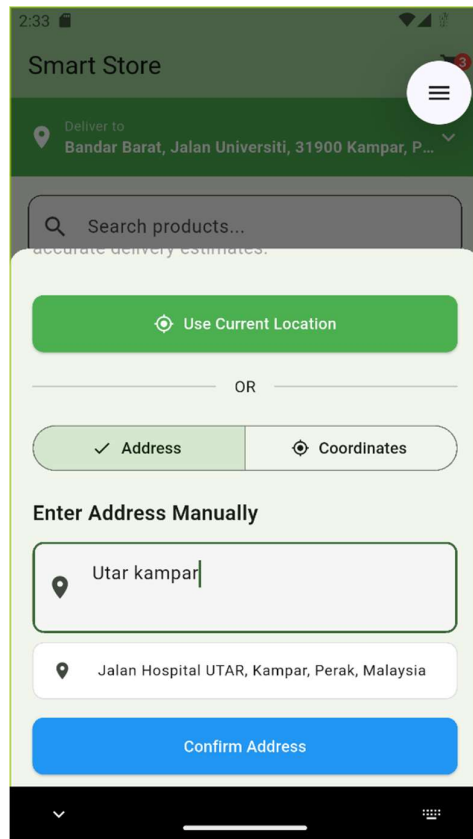 2:33
Smart Store
3
Deliver to
Bandar Barat, Jalan Universiti, 31900 Kampar, P...
Search products...
accurate delivery estimates.
Use Current Location
OR
Address
Coordinates
Enter Address Manually
Utar kampar
Jalan Hospital UTAR, Kampar, Perak, Malaysia
Confirm Address